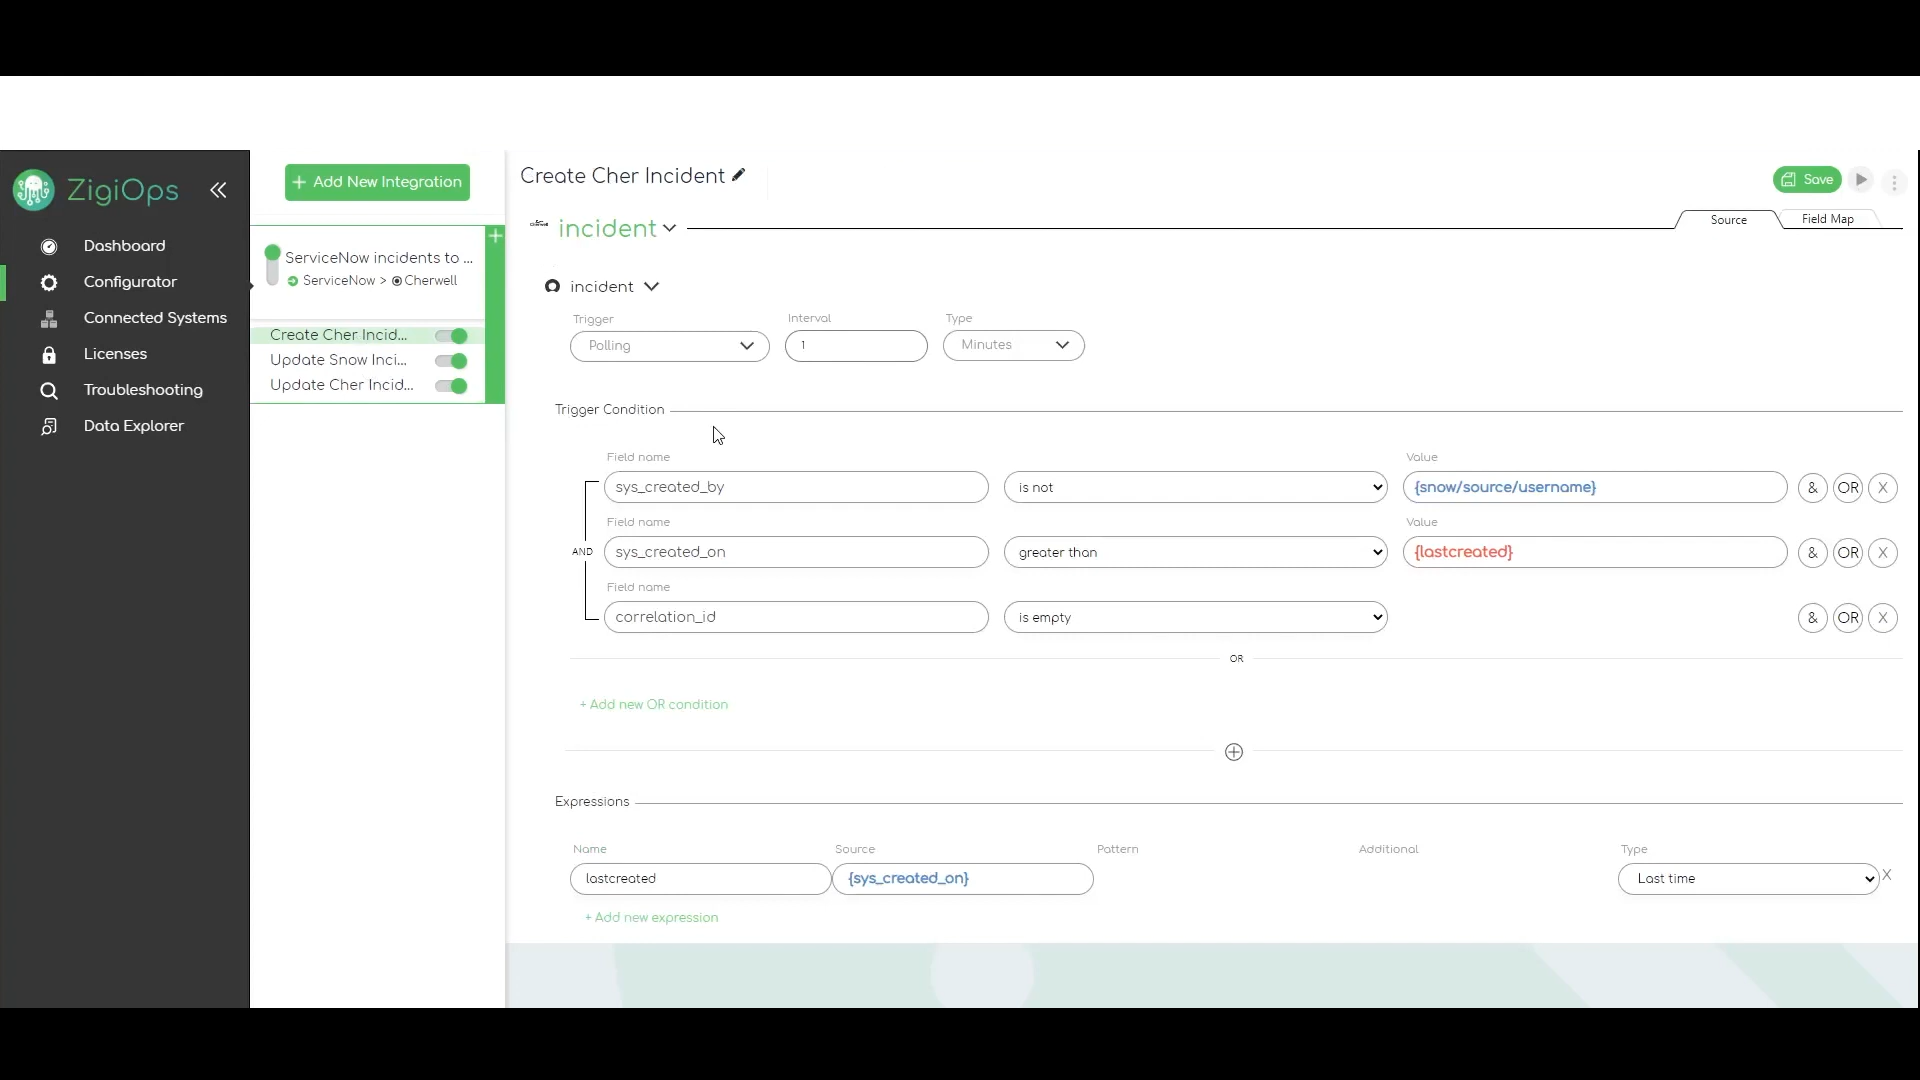 ZigiOps
Dashboard
Configurator
Connected Systems
Licenses
Troubleshooting
Data Explorer
+ Add New Integration
ServiceNow incidents to ...
ServiceNow > Cherwell
Create Cher Incid...
Update Snow Inci...
Update Cher Incid...
Create Cher Incident
Save
Cherwell
incident
Source
Field Map
incident
Trigger
Interval
Type
Polling
1
Minutes
Trigger Condition
Field name
Value
sys_created_by
is not
{snow/source/username}
& OR X
Field name
Value
AND
sys_created_on
greater than
{lastcreated}
& OR X
Field name
correlation_id
is empty
& OR X
OR
+ Add new OR condition
Expressions
Name
Source
Pattern
Additional
Type
lastcreated
{sys_created_on}
Last time
X
+ Add new expression